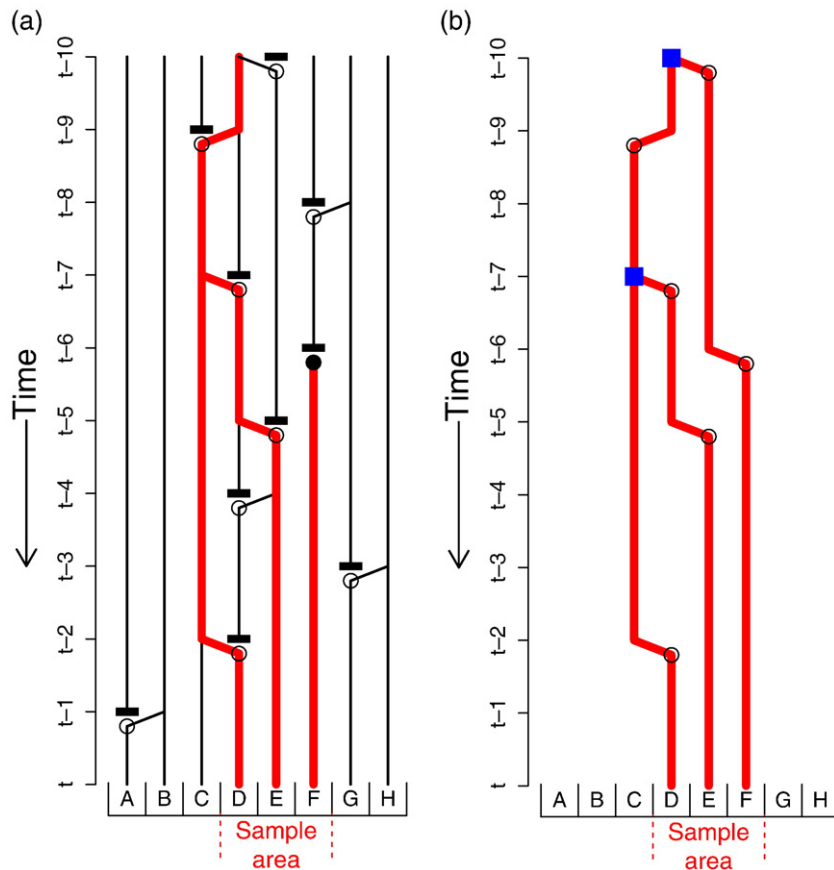 (a)
t–10
t–9
t–8
t–7
t–6
t–5
t–4
t–3
t–2
t–1
t
Time
A B C D E F G H
Sample
area
(b)
t–10
t–9
t–8
t–7
t–6
t–5
t–4
t–3
t–2
t–1
t
Time
A B C D E F G H
Sample
area